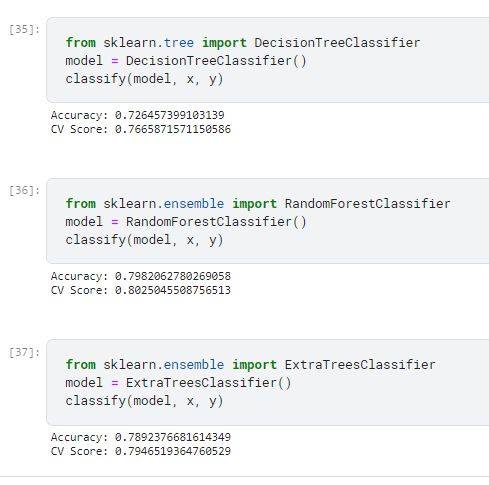 [35]:
from sklearn.tree import DecisionTreeClassifier
model = DecisionTreeClassifier()
classify(model, x, y)
Accuracy: 0.726457399103139
CV Score: 0.7665871571150586
[36]:
from sklearn.ensemble import RandomForestClassifier
model = RandomForestClassifier()
classify(model, x, y)
Accuracy: 0.7982062780269058
CV Score: 0.8025045508756513
[37]:
from sklearn.ensemble import ExtraTreesClassifier
model = ExtraTreesClassifier()
classify(model, x, y)
Accuracy: 0.7892376681614349
CV Score: 0.7946519364760529